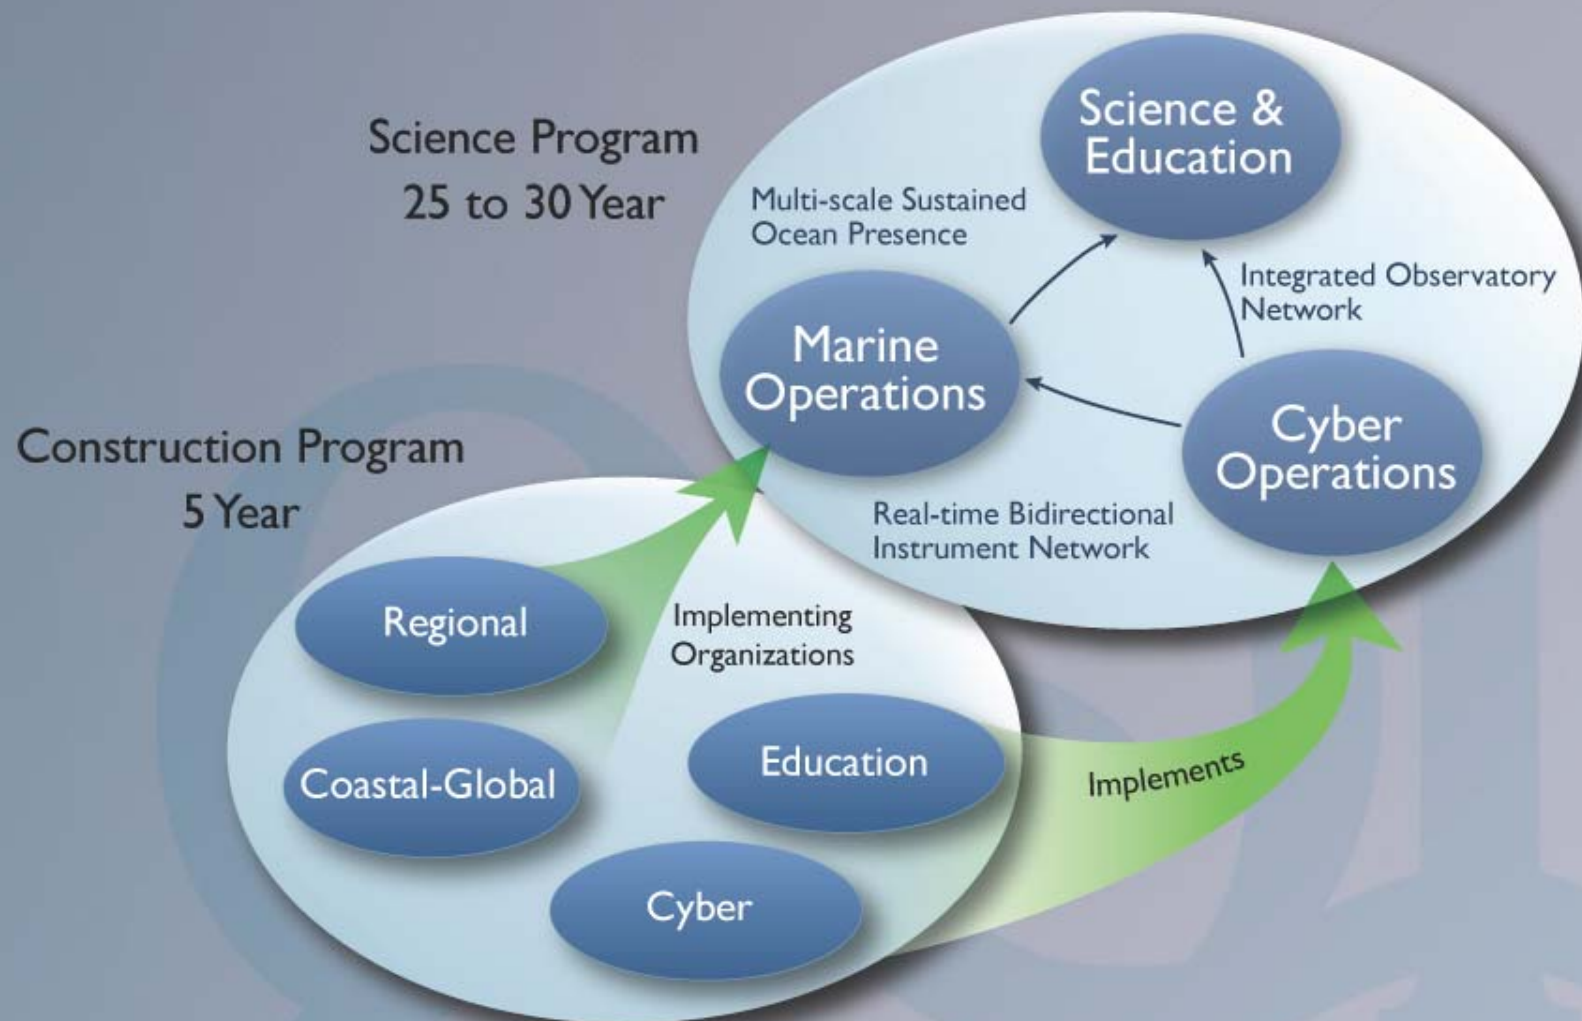 Science Program
25 to 30 Year
Science &
Education
Multi-scale Sustained
Ocean Presence
Integrated Observatory
Network
Marine
Operations
Cyber
Operations
Real-time Bidirectional
Instrument Network
Construction Program
5 Year
Regional
Implementing
Organizations
Coastal-Global
Education
Implements
Cyber